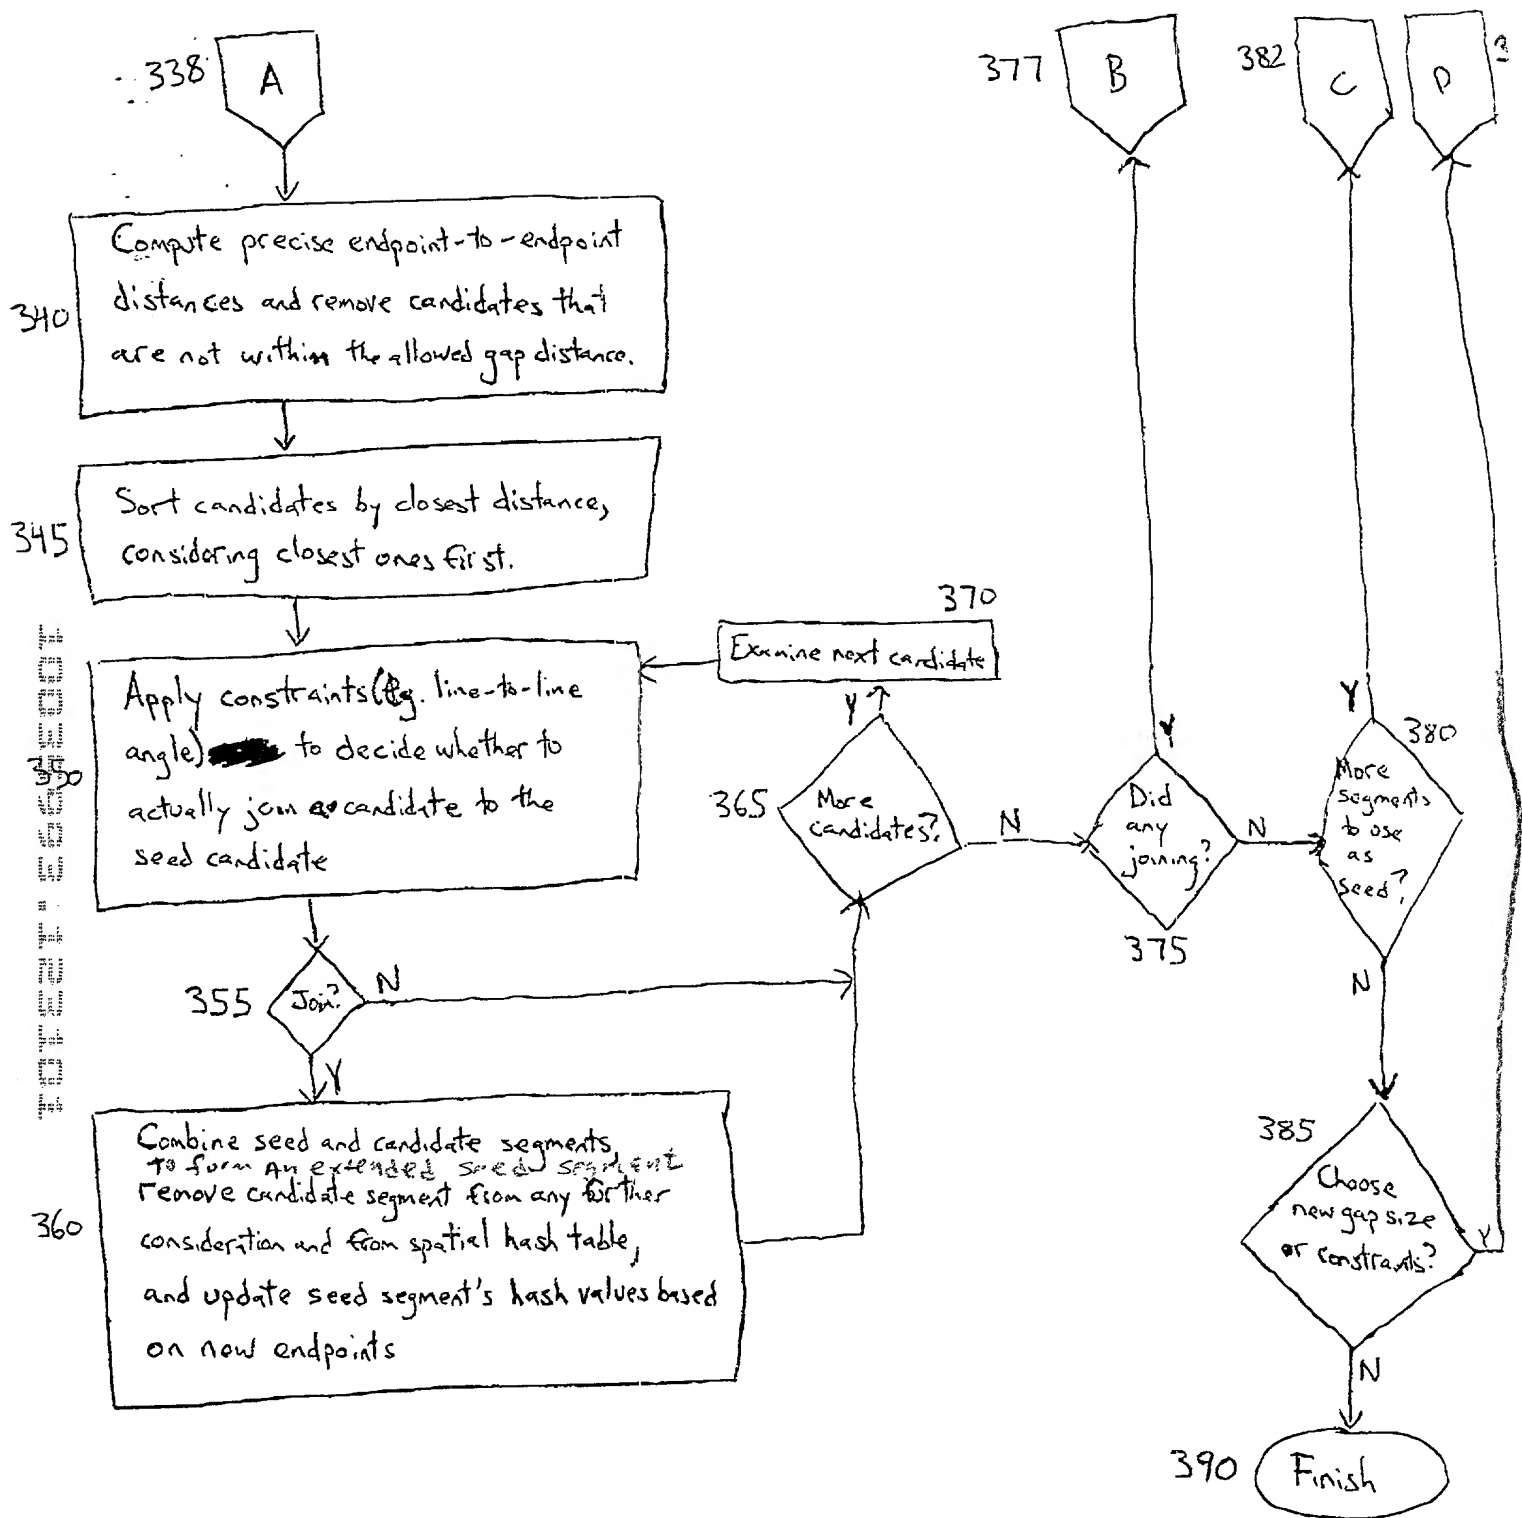 338
A
377
B
382
C
D
3
Compute precise endpoint-to-endpoint
distances and remove candidates that
are not within the allowed gap distance.
340
Sort candidates by closest distance,
considering closest ones first.
345
370
Examine next candidate
Apply constraints (eg. line-to-line
angle) to decide whether to
actually join a candidate to the
seed candidate
350
Y
365
More
candidates?
N
Y
Did
any
joining?
375
N
Y
380
More
segments
to use
as
seed?
N
355
Join?
N
Y
Combine seed and candidate segments,
to form An extended seed segment
remove candidate segment from any further
consideration and from spatial hash table,
and update seed segment's hash values based
on new endpoints
360
385
Choose
new gap size
or constraints?
Y
N
390
Finish